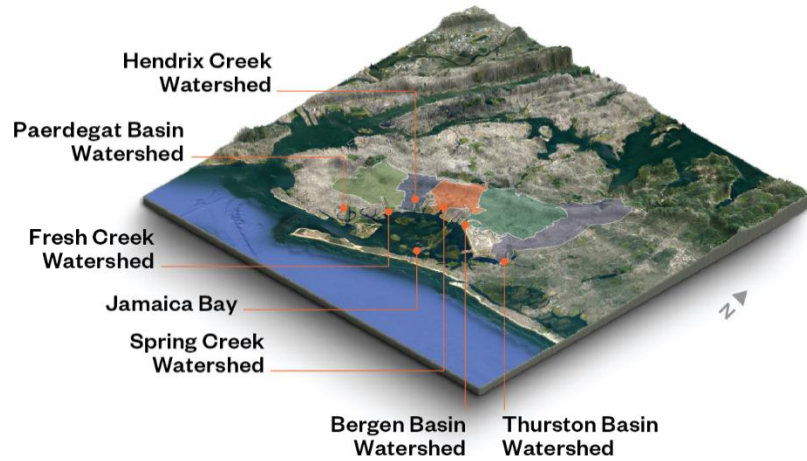 Hendrix Creek
Watershed
Paerdegat Basin
Watershed
Fresh Creek
Watershed
Jamaica Bay
Spring Creek
Watershed
Bergen Basin
Watershed
Thurston Basin
Watershed
N